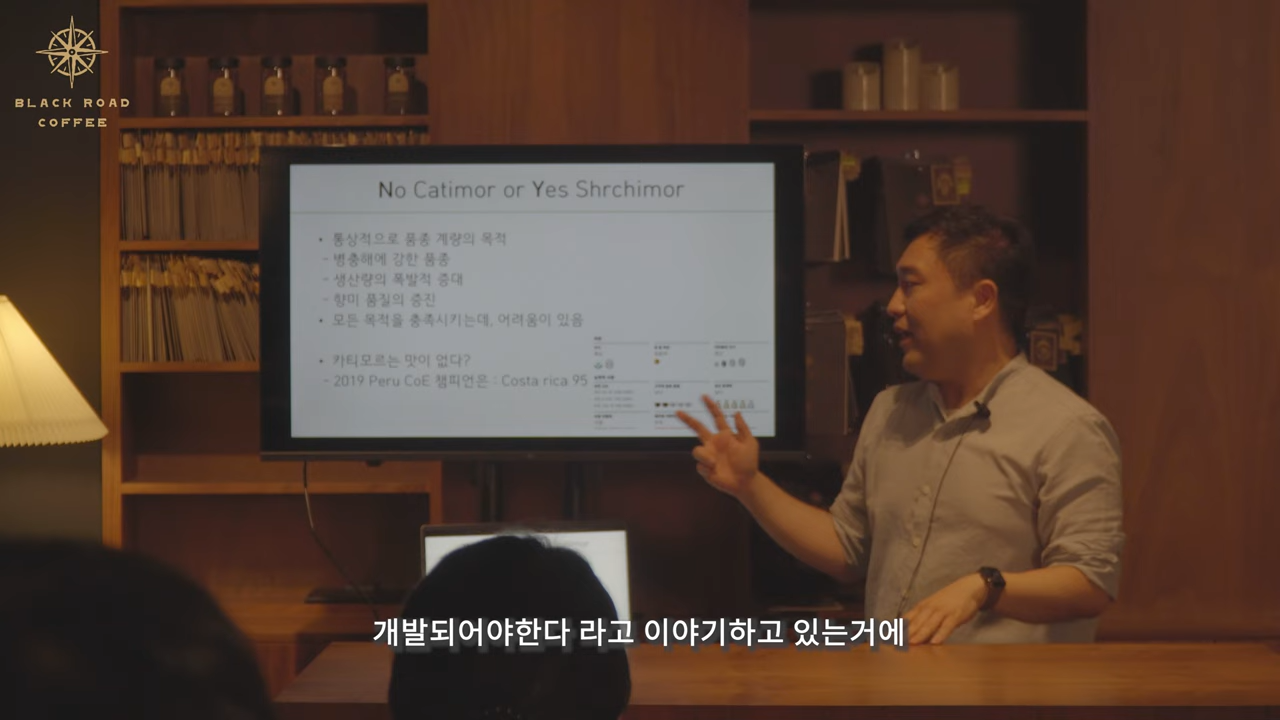 BLACK ROAD
COFFEE
No Catimor or Yes Shrchimor
• 통상적으로 품종 계량의 목적
- 병충해에 강한 품종
- 생산량의 폭발적 증대
- 향미 품질의 증진
• 모든 목적을 충족시키는데, 어려움이 있음
• 카티모르는 맛이 없다?
- 2019 Peru CoE 챔피언은 : Costa rica 95
개발되어야한다 라고 이야기하고 있는거에